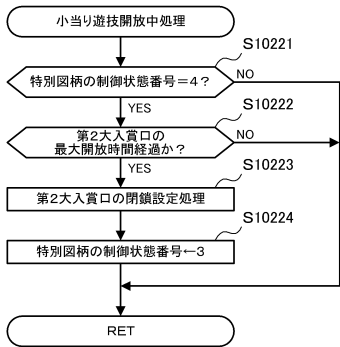 小当り遊技開放中処理
S10221
特別図柄の制御状態番号=4?
NO
YES
S10222
第2大入賞口の
最大開放時間経過か?
NO
YES
S10223
第2大入賞口の閉鎖設定処理
S10224
特別図柄の制御状態番号←3
RET